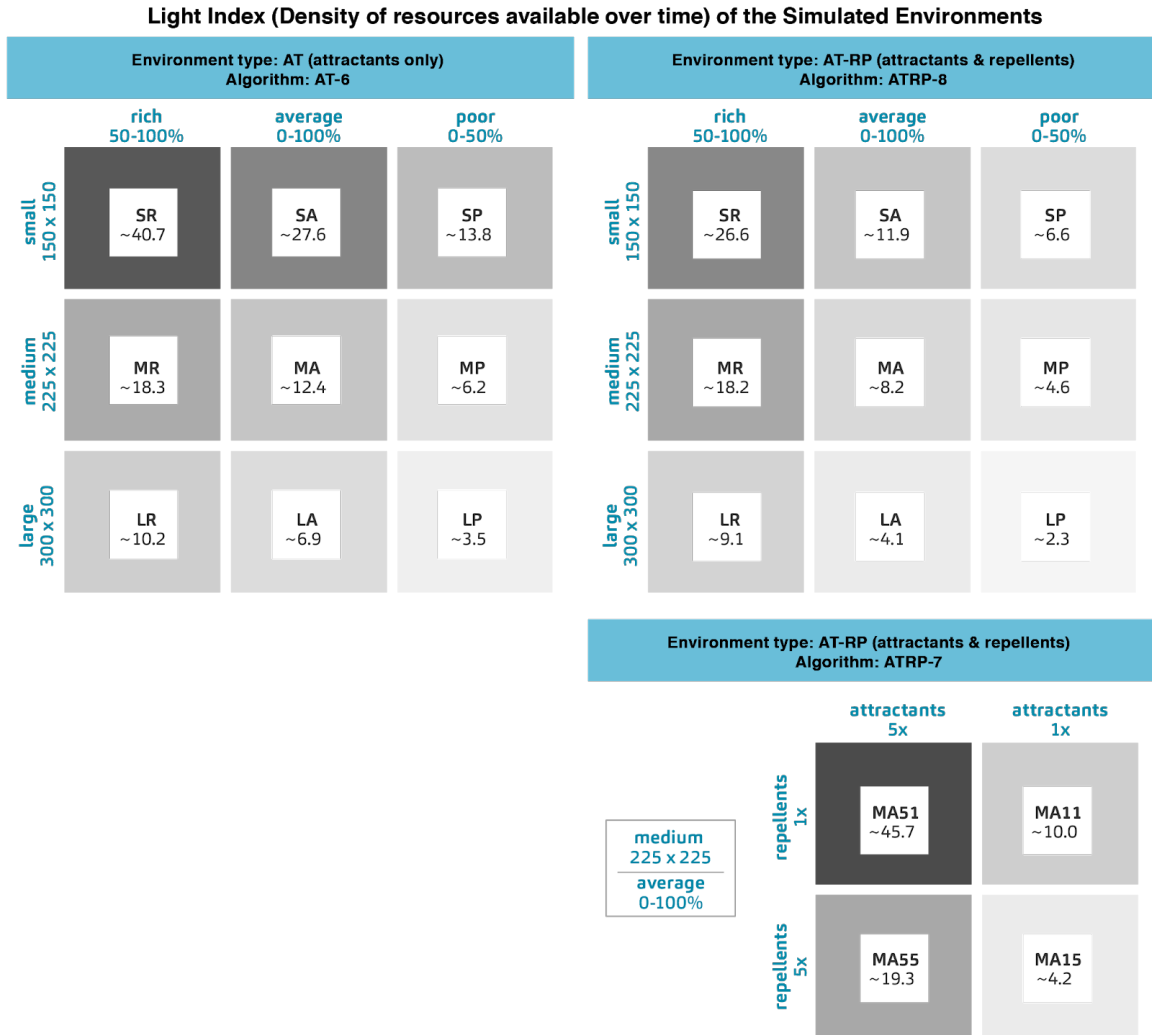 Light Index (Density of resources available over time) of the Simulated Environments
Environment type: AT (attractants only)
Algorithm: AT-6
rich
50-100%
average
0-100%
poor
0-50%
small
150 x 150
SR
~40.7
SA
~27.6
SP
~13.8
medium
225 x 225
MR
~18.3
MA
~12.4
MP
~6.2
large
300 x 300
LR
~10.2
LA
~6.9
LP
~3.5
Environment type: AT-RP (attractants & repellents)
Algorithm: ATRP-8
rich
50-100%
average
0-100%
poor
0-50%
small
150 x 150
SR
~26.6
SA
~11.9
SP
~6.6
medium
225 x 225
MR
~18.2
MA
~8.2
MP
~4.6
large
300 x 300
LR
~9.1
LA
~4.1
LP
~2.3
Environment type: AT-RP (attractants & repellents)
Algorithm: ATRP-7
attractants
5x
attractants
1x
medium
225 x 225
average
0-100%
repellents
1x
MA51
~45.7
MA11
~10.0
repellents
5x
MA55
~19.3
MA15
~4.2